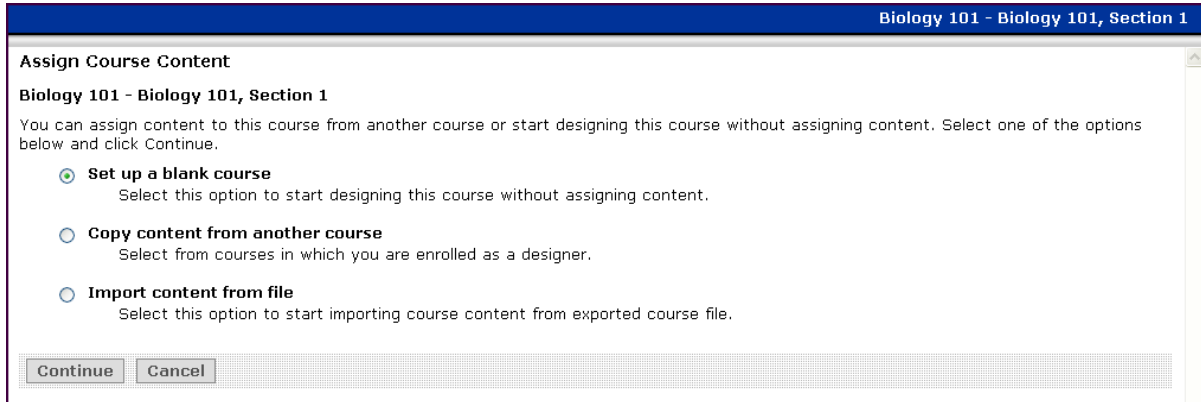 Biology 101 - Biology 101, Section 1
Assign Course Content
Biology 101 - Biology 101, Section 1
You can assign content to this course from another course or start designing this course without assigning content. Select one of the options
below and click Continue.
Set up a blank course
Select this option to start designing this course without assigning content.
Copy content from another course
Select from courses in which you are enrolled as a designer.
Import content from file
Select this option to start importing course content from exported course file.
Continue Cancel